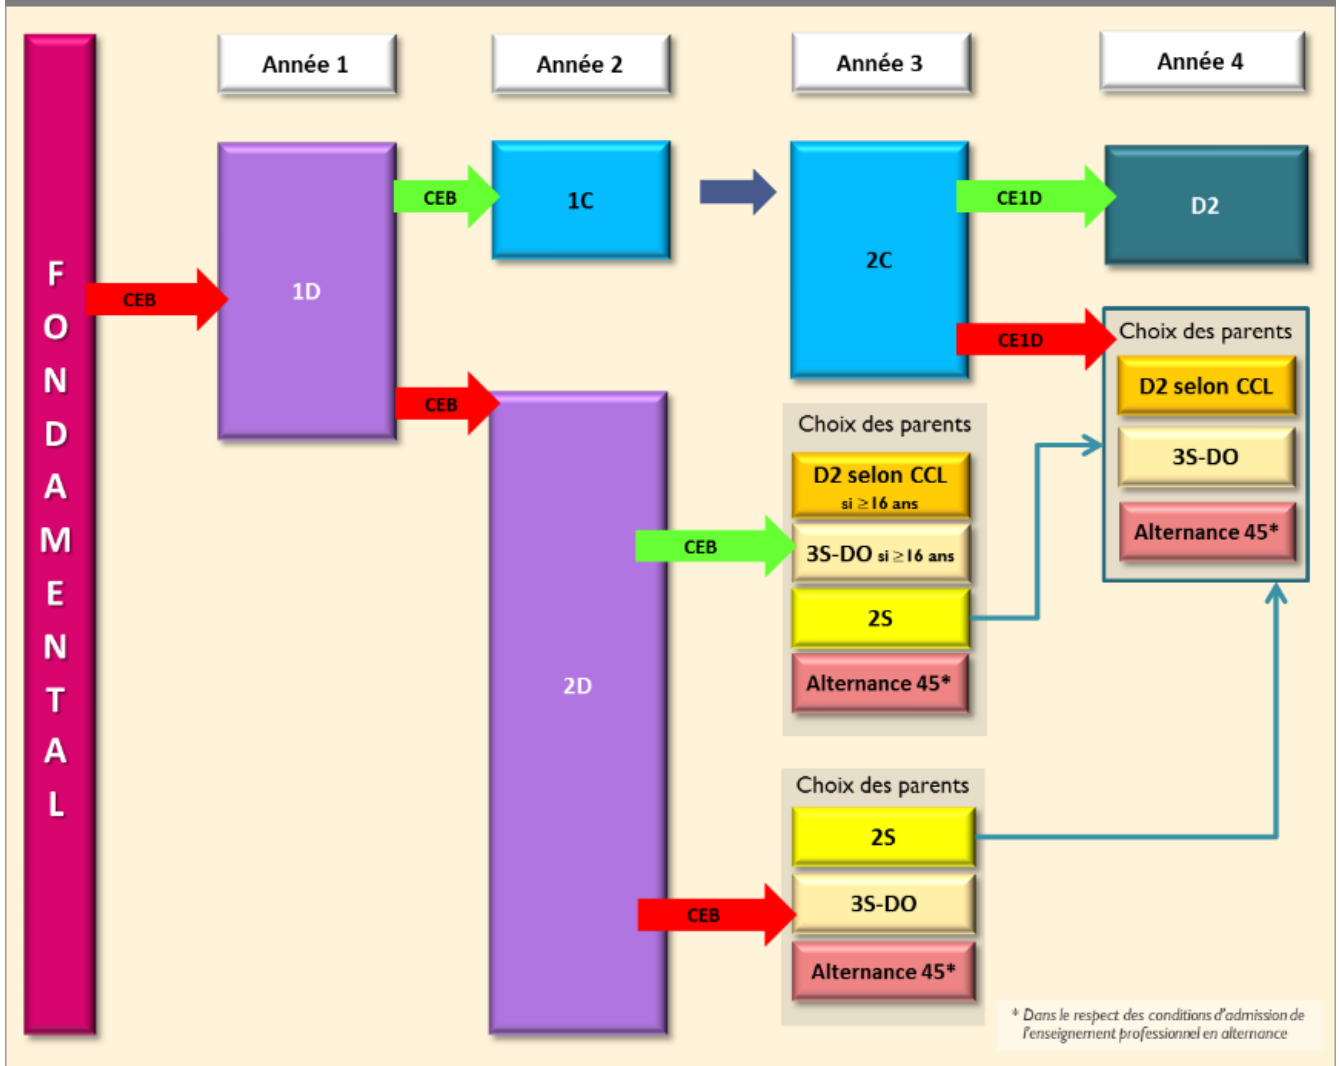 Année 1
Année 2
Année 3
Année 4
F
O
N
D
A
M
E
N
T
A
L
CEB
1D
CEB
1C
2C
CE1D
D2
CE1D
Choix des parents
D2 selon CCL
3S-DO
Alternance 45*
CEB
2D
CEB
Choix des parents
D2 selon CCL
si ≥16 ans
3S-DO si ≥16 ans
2S
Alternance 45*
CEB
Choix des parents
2S
3S-DO
Alternance 45*
* Dans le respect des conditions d'admission de
l'enseignement professionnel en alternance